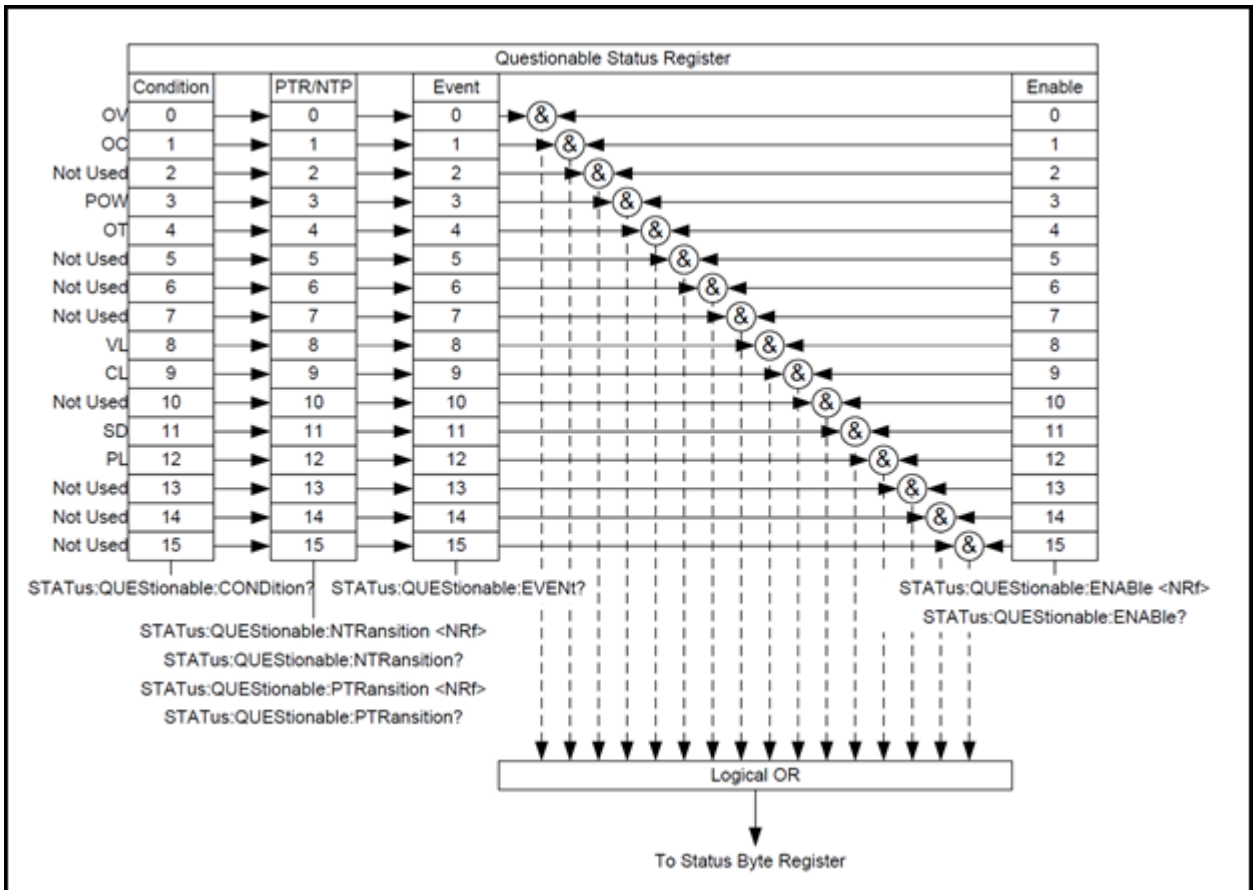 Questionable Status Register
Condition PTR/NTP Event Enable
OV 0 0 0 & 0
OC 1 1 1 & 1
Not Used 2 2 2 & 2
POW 3 3 3 & 3
OT 4 4 4 & 4
Not Used 5 5 5 & 5
Not Used 6 6 6 & 6
Not Used 7 7 7 & 7
VL 8 8 8 & 8
CL 9 9 9 & 9
Not Used 10 10 10 & 10
SD 11 11 11 & 11
PL 12 12 12 & 12
Not Used 13 13 13 & 13
Not Used 14 14 14 & 14
Not Used 15 15 15 & 15
STATus:QUEStionable:CONDition? STATus:QUEStionable:EVENt? STATus:QUEStionable:ENABle <NRf>
STATus:QUEStionable:ENABle?
STATus:QUEStionable:NTRansition <NRf>
STATus:QUEStionable:NTRansition?
STATus:QUEStionable:PTRansition <NRf>
STATus:QUEStionable:PTRansition?
Logical OR
To Status Byte Register